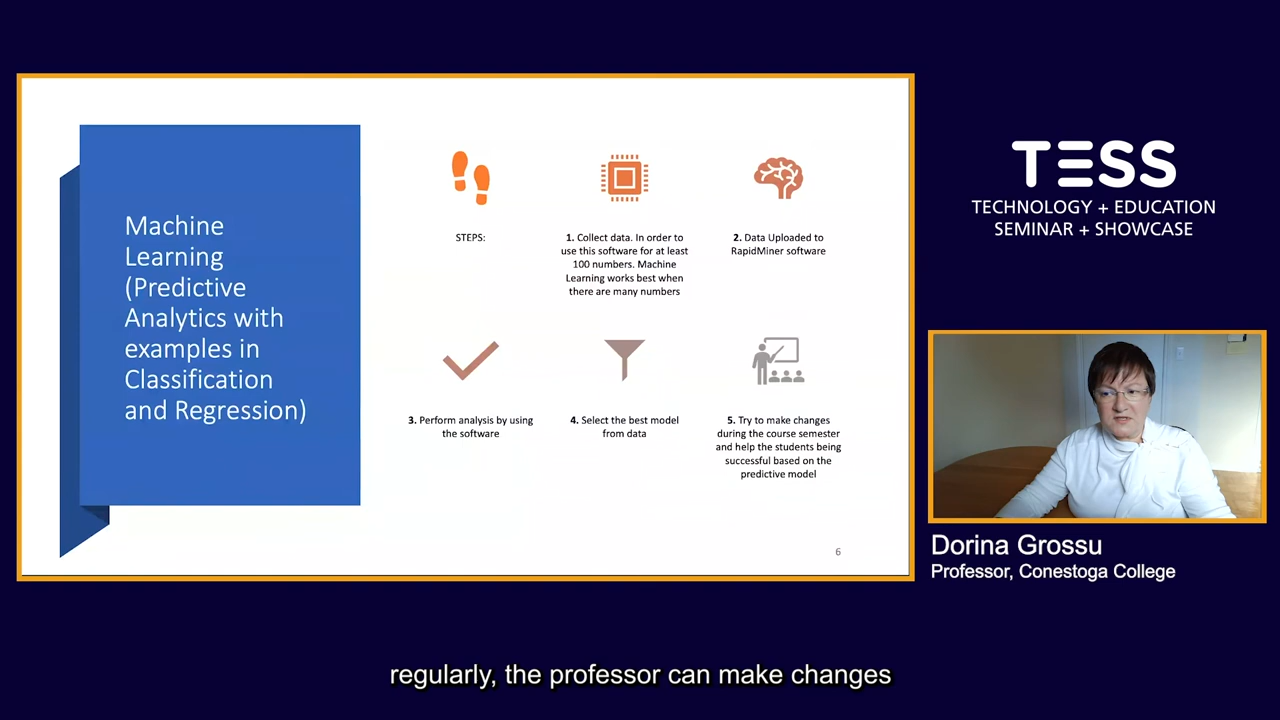 Machine
Learning
(Predictive
Analytics with
examples in
Classification
and Regression)
STEPS:
1. Collect data. In order to
use this software for at least
100 numbers. Machine
Learning works best when
there are many numbers
2. Data Uploaded to
RapidMiner software
3. Perform analysis by using
the software
4. Select the best model
from data
5. Try to make changes
during the course semester
and help the students being
successful based on the
predictive model
6
TESS
TECHNOLOGY + EDUCATION
SEMINAR + SHOWCASE
Dorina Grossu
Professor, Conestoga College
regularly, the professor can make changes